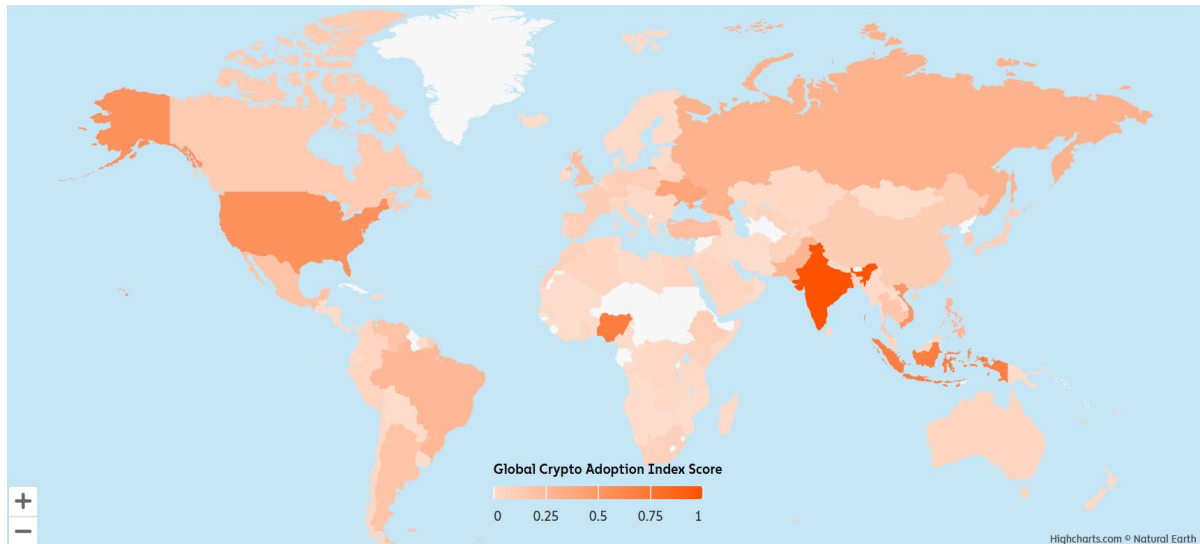 Global Crypto Adoption Index Score
0 0.25 0.5 0.75 1
+
−
Highcharts.com © Natural Earth